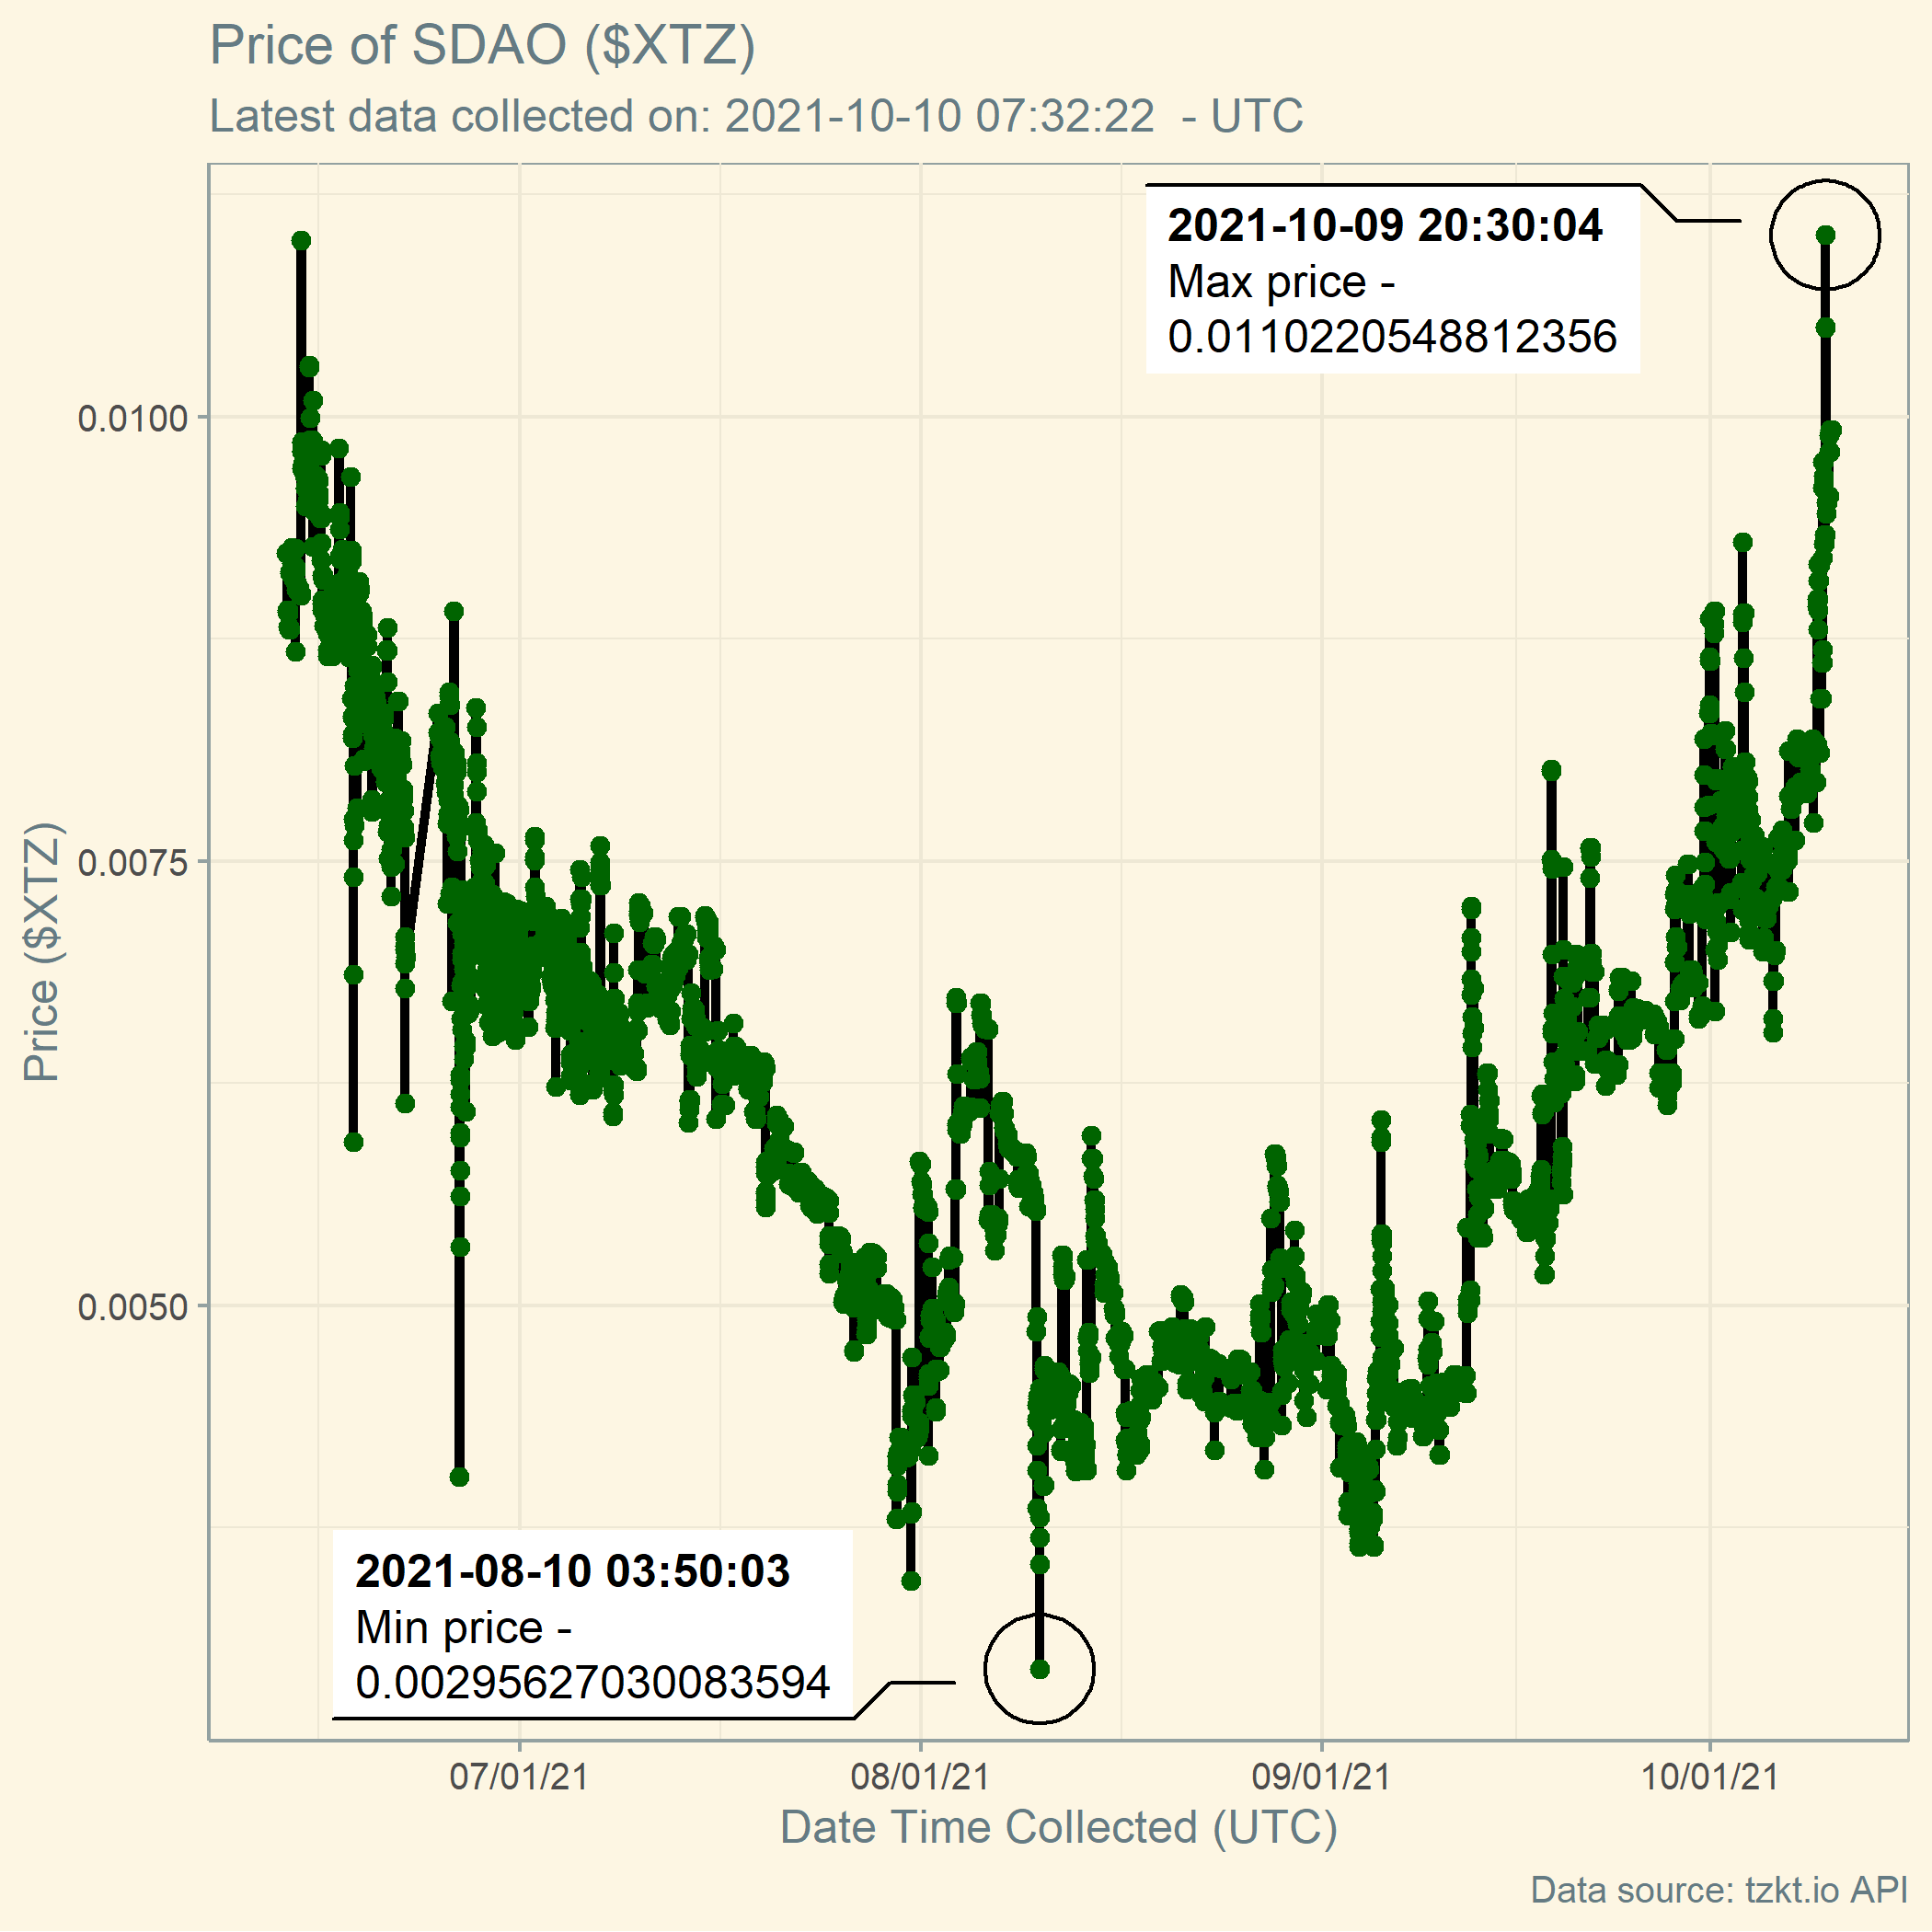 Price of SDAO ($XTZ)
Latest data collected on: 2021-10-10 07:32:22  - UTC
2021-10-09 20:30:04
Max price -
0.0110220548812356
0.0100
0.0075
0.0050
Price ($XTZ)
2021-08-10 03:50:03
Min price -
0.00295627030083594
07/01/21
08/01/21
09/01/21
10/01/21
Date Time Collected (UTC)
Data source: tzkt.io API